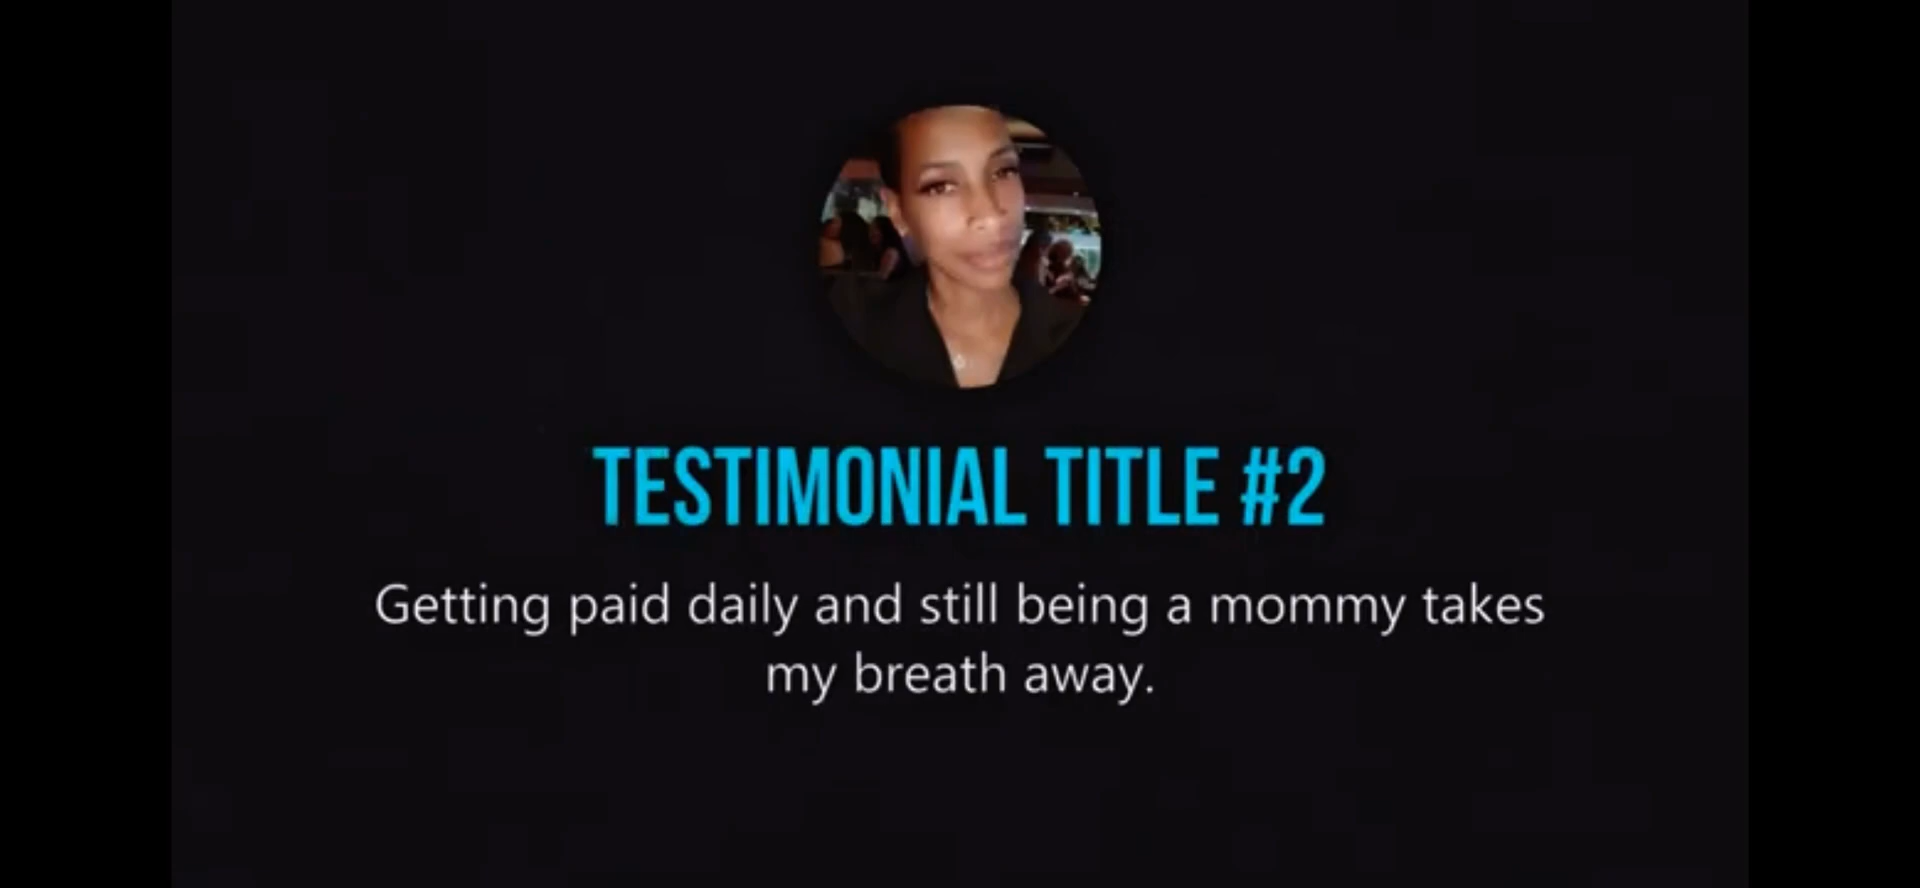 TESTIMONIAL TITLE #2
Getting paid daily and still being a mommy takes
my breath away.